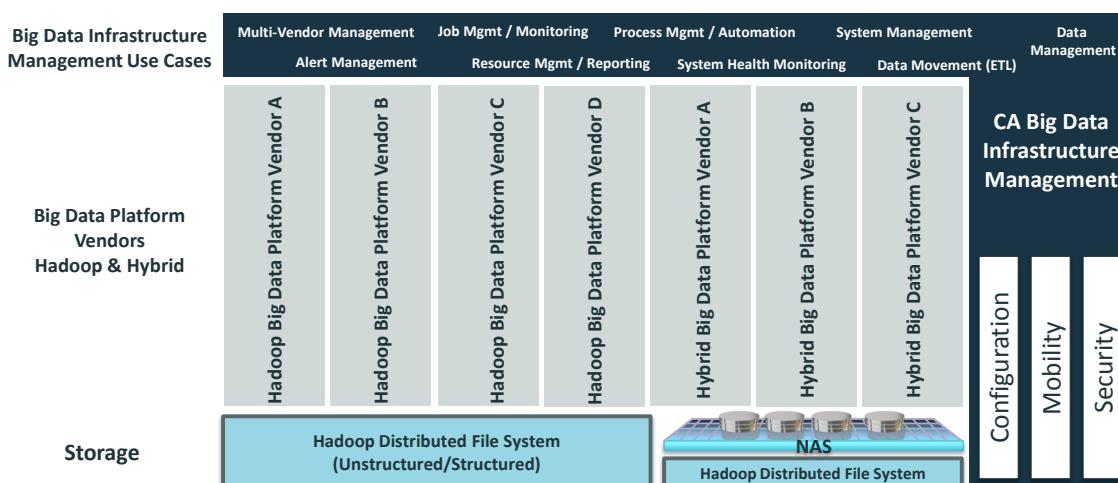 Big Data Infrastructure
Management Use Cases
Multi-Vendor Management
Job Mgmt / Monitoring
Process Mgmt / Automation
System Management
Data
Management
Alert Management
Resource Mgmt / Reporting
System Health Monitoring
Data Movement (ETL)
Big Data Platform
Vendors
Hadoop & Hybrid
Hadoop Big Data Platform Vendor A
Hadoop Big Data Platform Vendor B
Hadoop Big Data Platform Vendor C
Hadoop Big Data Platform Vendor D
Hybrid Big Data Platform Vendor A
Hybrid Big Data Platform Vendor B
Hybrid Big Data Platform Vendor C
CA Big Data
Infrastructure
Management
Configuration
Mobility
Security
Storage
Hadoop Distributed File System
(Unstructured/Structured)
NAS
Hadoop Distributed File System